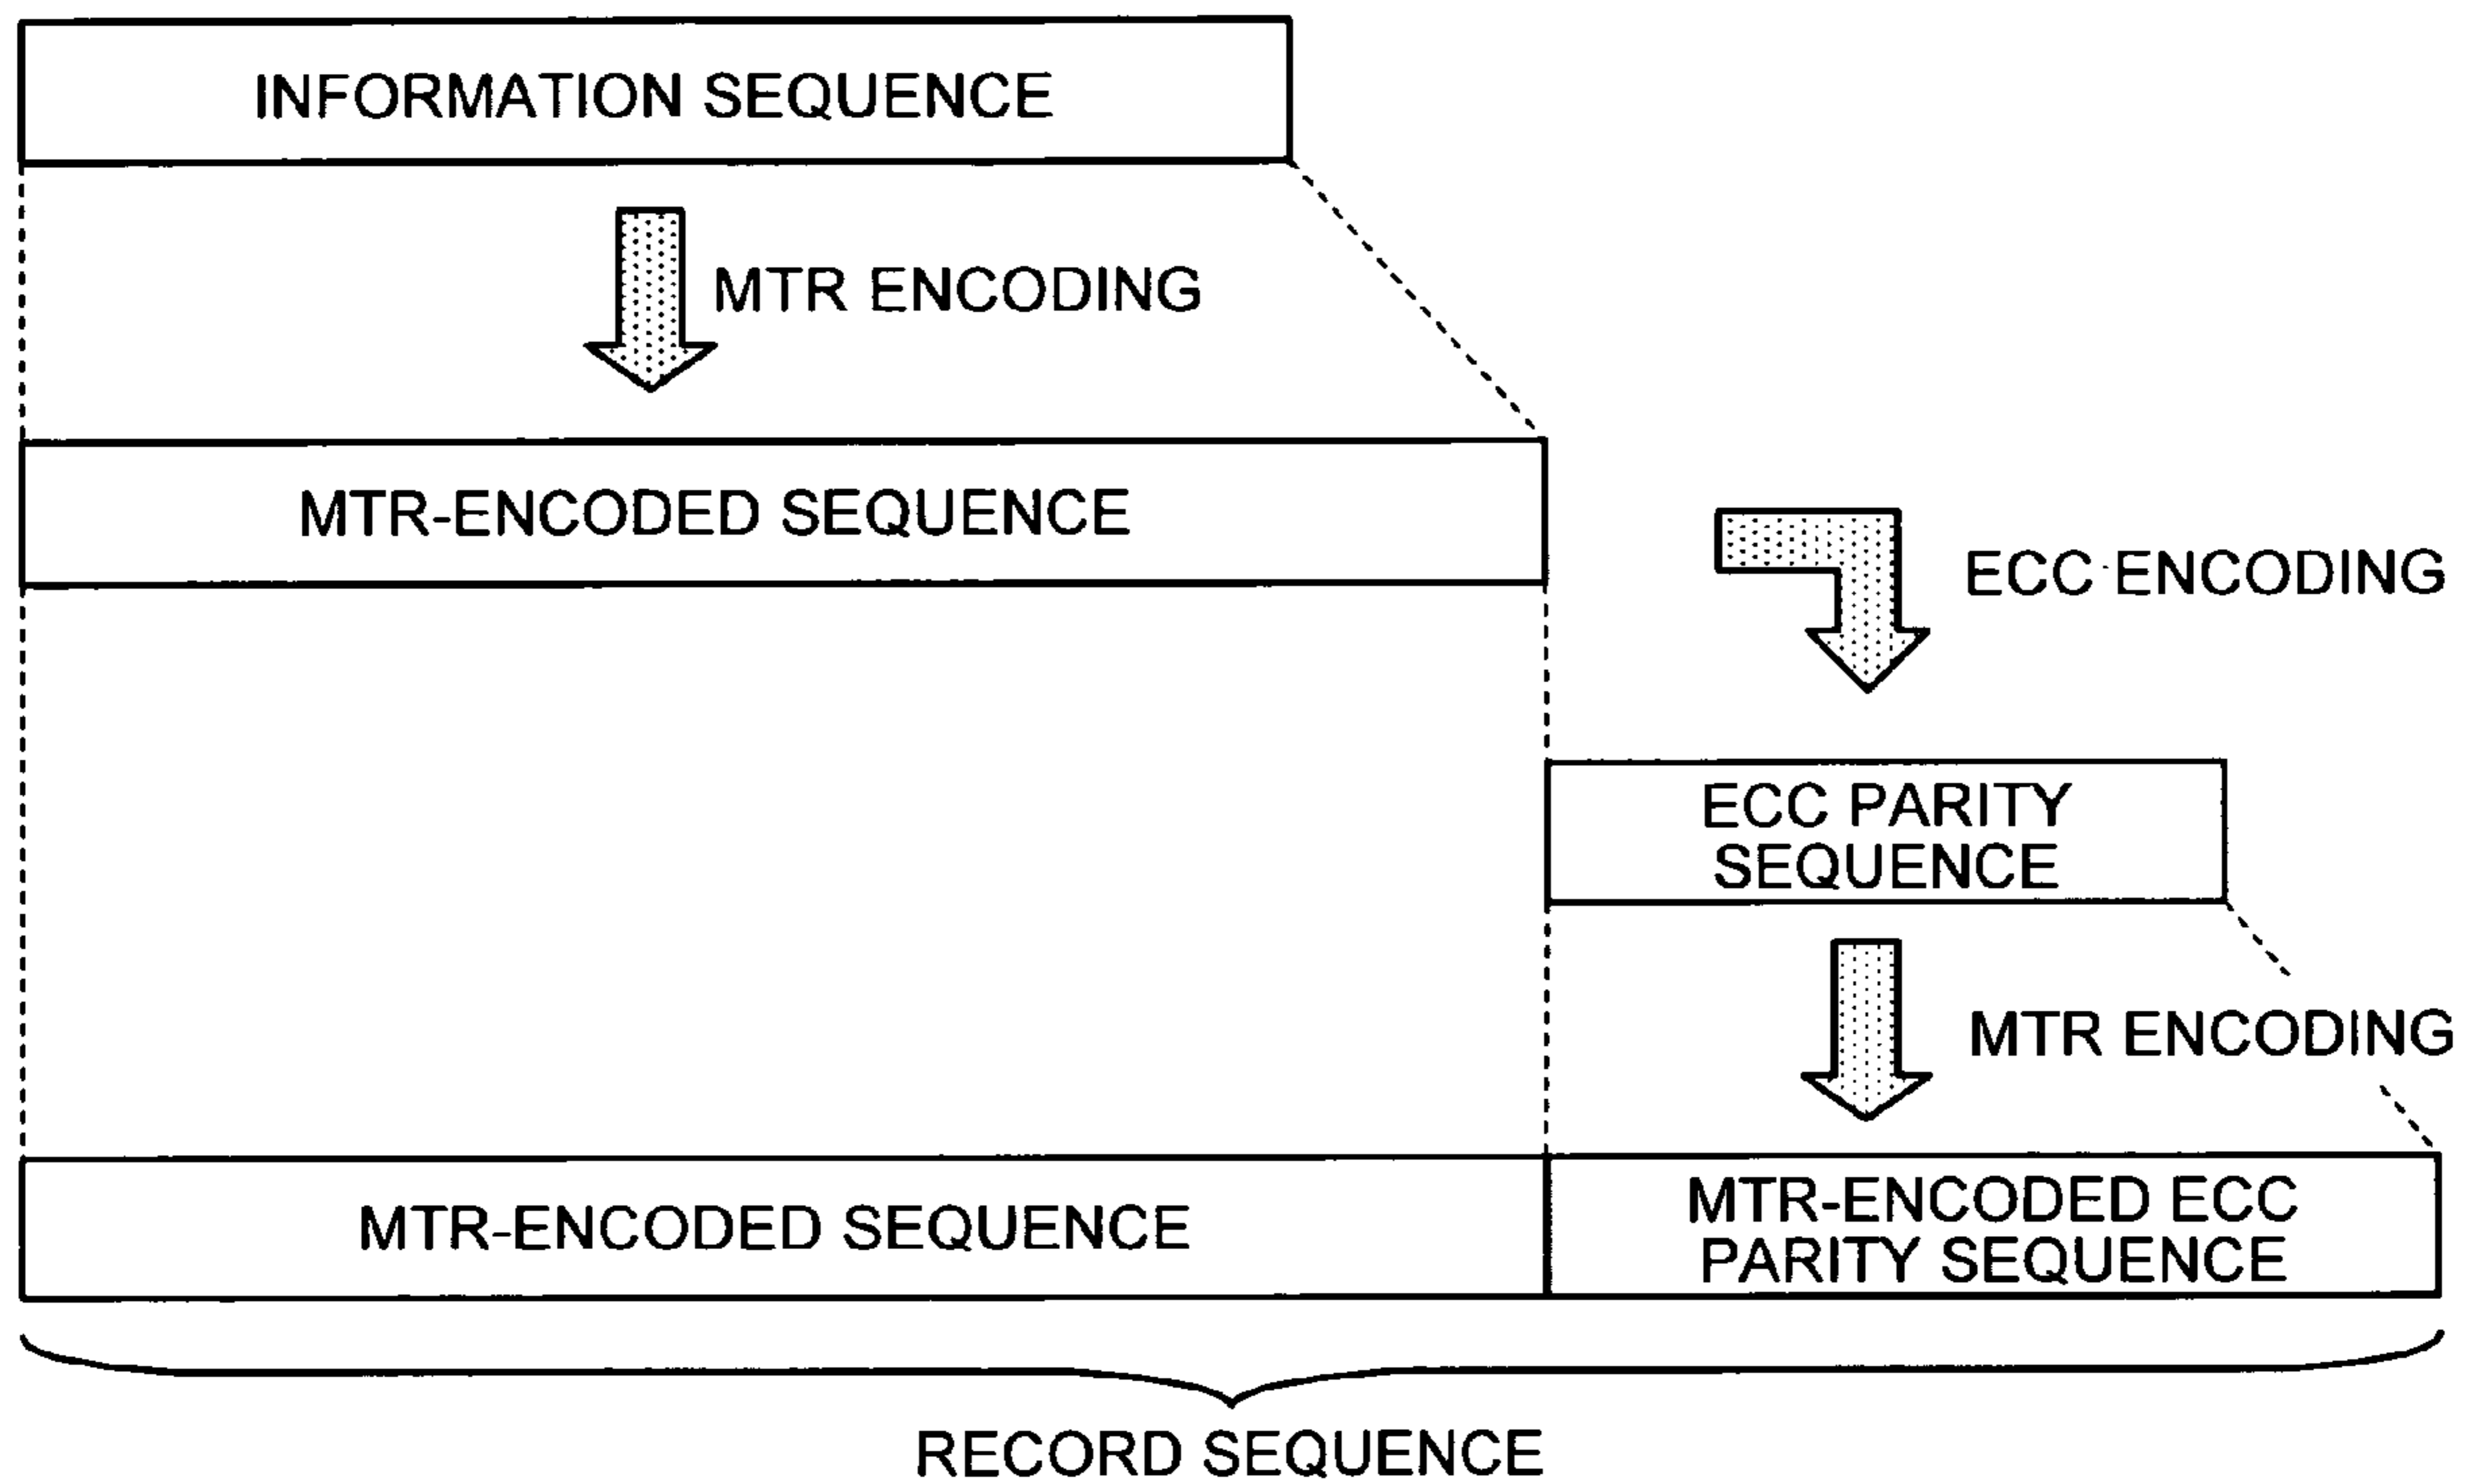 INFORMATION SEQUENCE
MTR ENCODING
MTR-ENCODED SEQUENCE
ECC ENCODING
ECC PARITY
SEQUENCE
MTR ENCODING
MTR-ENCODED SEQUENCE
MTR-ENCODED ECC
PARITY SEQUENCE
RECORD SEQUENCE